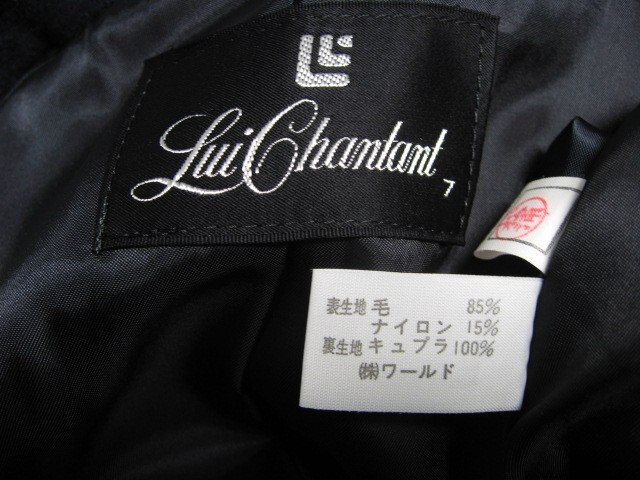 Lui Chantant
7
表生地 毛 85%
ナイロン 15%
裏生地 キュプラ 100%
㈱ワールド